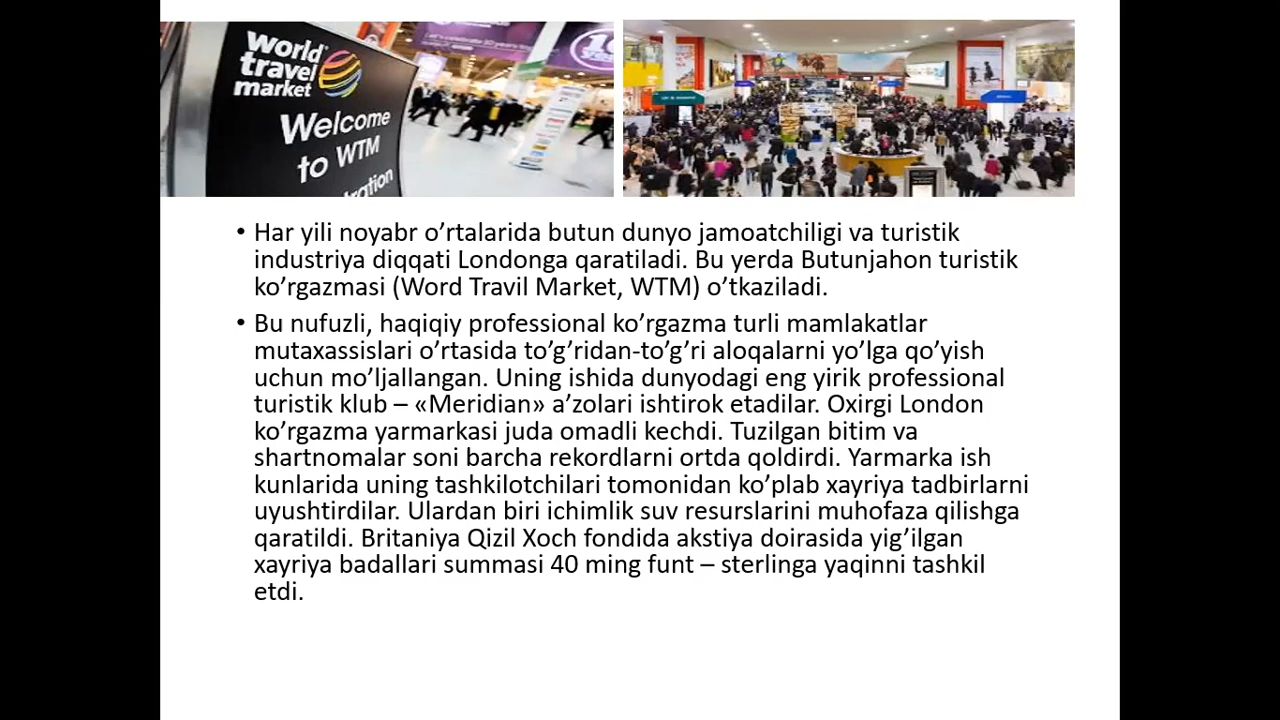 world
travel
market
Welcome
to WTM
• Har yili noyabr o’rtalarida butun dunyo jamoatchiligi va turistik
industriya diqqati Londonga qaratiladi. Bu yerda Butunjahon turistik
ko’rgazmasi (Word Travil Market, WTM) o’tkaziladi.
• Bu nufuzli, haqiqiy professional ko’rgazma turli mamlakatlar
mutaxassislari o’rtasida to’g’ridan-to’g’ri aloqalarni yo’lga qo’yish
uchun mo’ljallangan. Uning ishida dunyodagi eng yirik professional
turistik klub – «Meridian» a’zolari ishtirok etadilar. Oxirgi London
ko’rgazma yarmarkasi juda omadli kechdi. Tuzilgan bitim va
shartnomalar soni barcha rekordlarni ortda qoldirdi. Yarmarka ish
kunlarida uning tashkilotchilari tomonidan ko’plab xayriya tadbirlarni
uyushtirdilar. Ulardan biri ichimlik suv resurslarini muhofaza qilishga
qaratildi. Britaniya Qizil Xoch fondida akstiya doirasida yig’ilgan
xayriya badallari summasi 40 ming funt – sterlinga yaqinni tashkil
etdi.